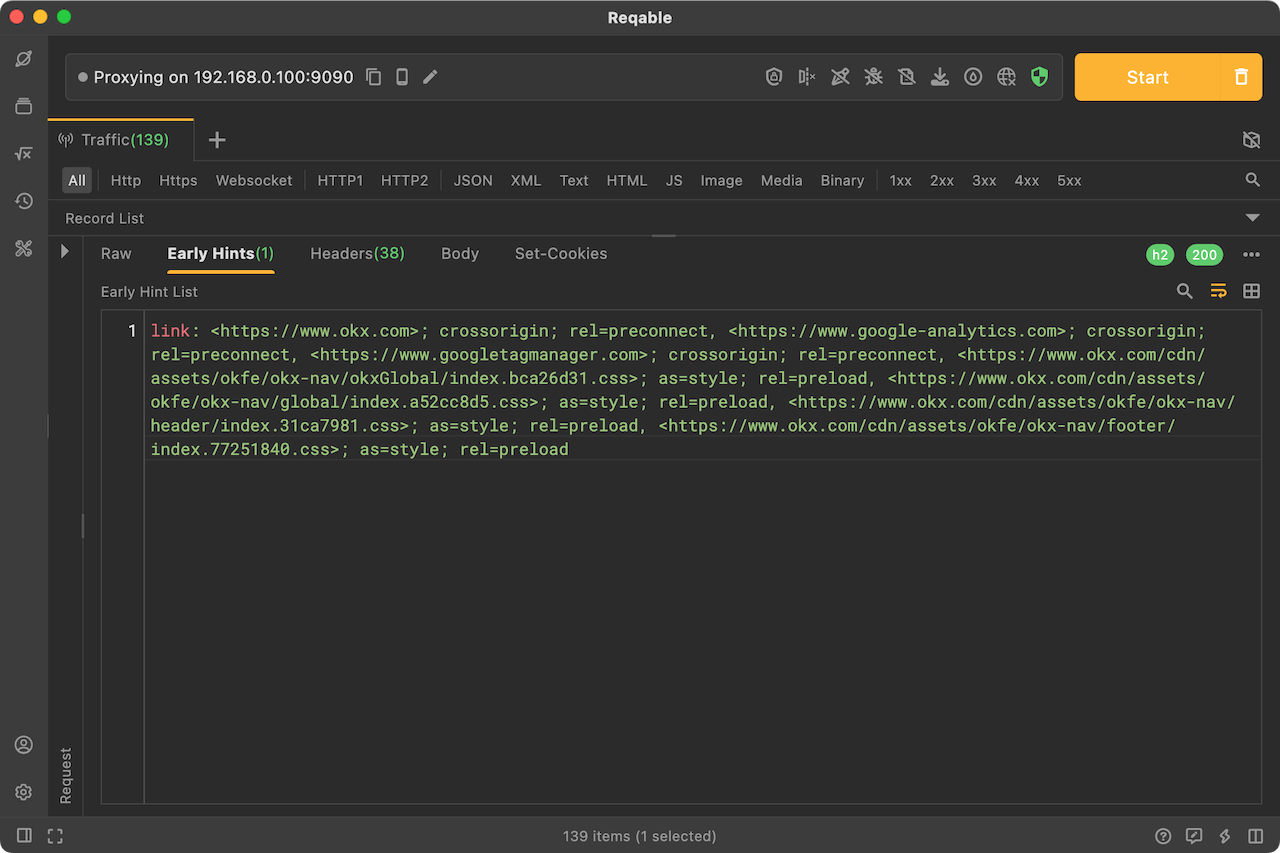 Reqable
Proxying on 192.168.0.100:9090
Start
Traffic(139)
All Http Https Websocket HTTP1 HTTP2 JSON XML Text HTML JS Image Media Binary 1xx 2xx 3xx 4xx 5xx
Record List
Raw Early Hints(1) Headers(38) Body Set-Cookies h2 200
Early Hint List
1 link: <https://www.okx.com>; crossorigin; rel=preconnect, <https://www.google-analytics.com>; crossorigin;
rel=preconnect, <https://www.googletagmanager.com>; crossorigin; rel=preconnect, <https://www.okx.com/cdn/
assets/okfe/okx-nav/okxGlobal/index.bca26d31.css>; as=style; rel=preload, <https://www.okx.com/cdn/assets/
okfe/okx-nav/global/index.a52cc8d5.css>; as=style; rel=preload, <https://www.okx.com/cdn/assets/okfe/okx-nav/
header/index.31ca7981.css>; as=style; rel=preload, <https://www.okx.com/cdn/assets/okfe/okx-nav/footer/
index.77251840.css>; as=style; rel=preload
Request
139 items (1 selected)